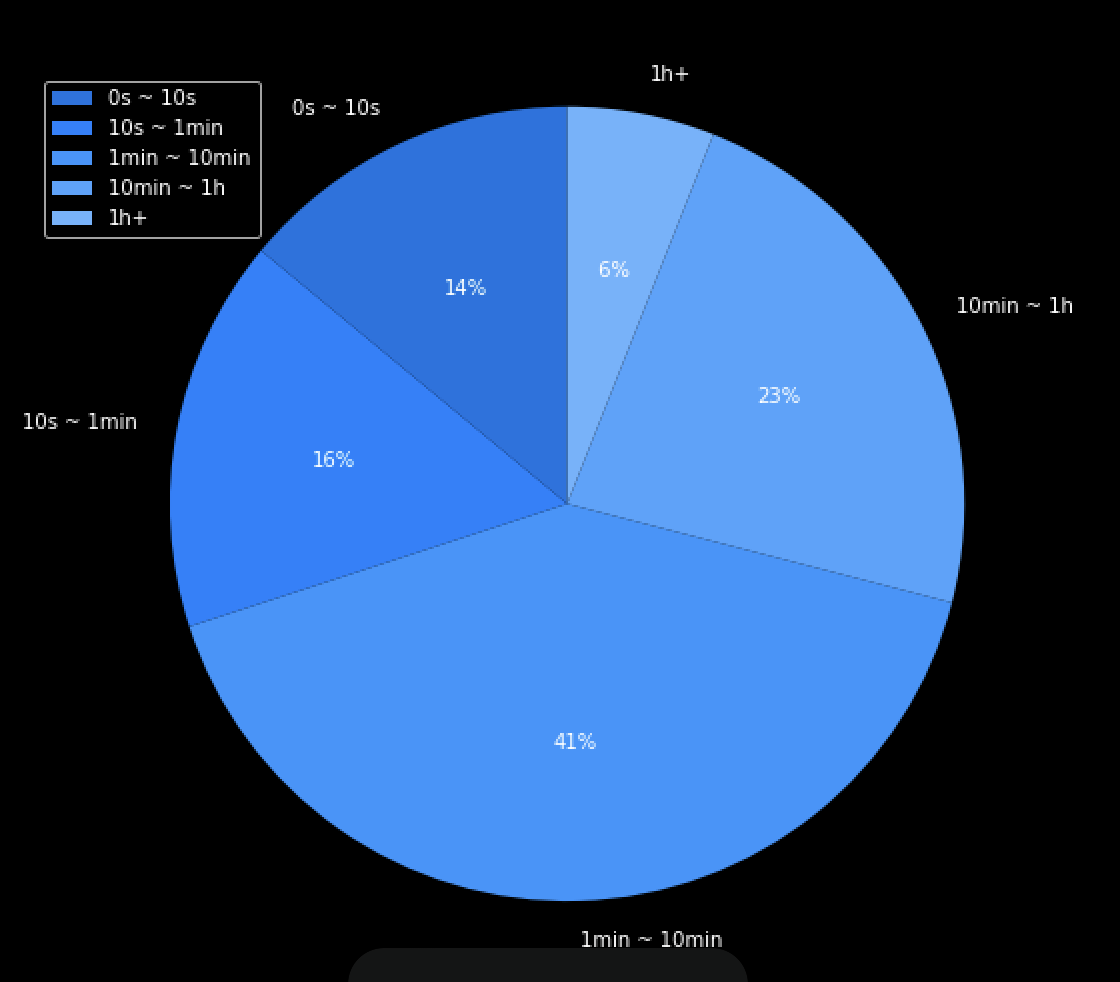 0s ~ 10s
10s ~ 1min
1min ~ 10min
10min ~ 1h
1h+
1h+
0s ~ 10s
14%
6%
10min ~ 1h
23%
10s ~ 1min
16%
41%
1min ~ 10min